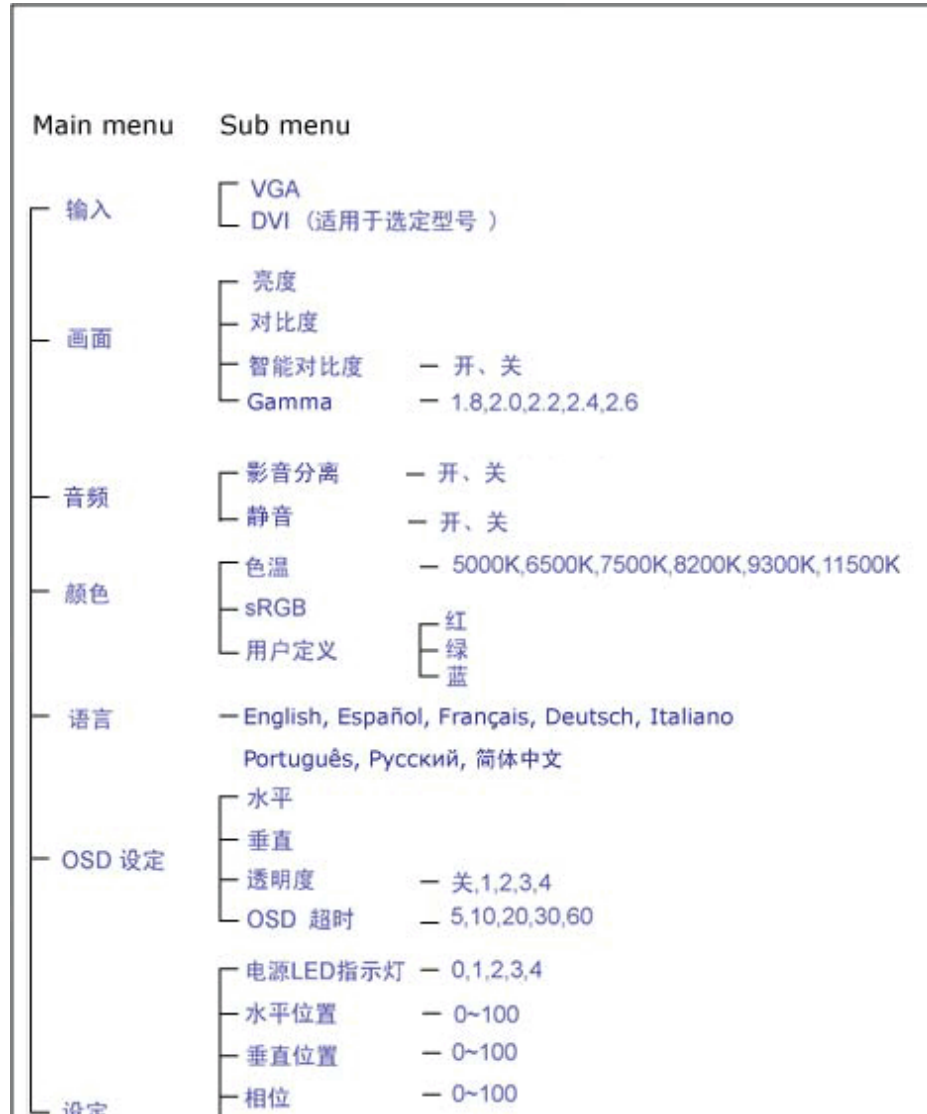 Main menu Sub menu
VGA
输入
DVI （适用于选定型号 ）
亮度
对比度
画面
智能对比度 — 开、关
Gamma — 1.8,2.0,2.2,2.4,2.6
影音分离 — 开、关
音频
静音 — 开、关
色温 — 5000K,6500K,7500K,8200K,9300K,11500K
颜色
sRGB
红
用户定义 绿
蓝
语言 — English, Español, Français, Deutsch, Italiano
Português, Русский, 简体中文
水平
垂直
OSD 设定
透明度 — 关,1,2,3,4
OSD 超时 — 5,10,20,30,60
电源LED指示灯 — 0,1,2,3,4
水平位置 — 0~100
垂直位置 — 0~100
相位 — 0~100
设定